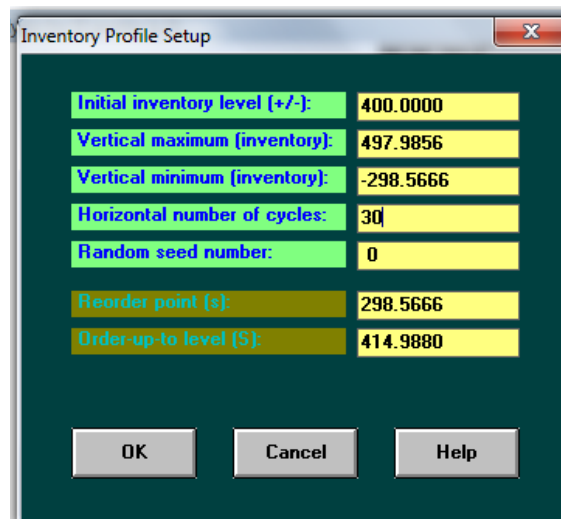 Inventory Profile Setup
Initial inventory level (+/-): 400.0000
Vertical maximum (inventory): 497.9856
Vertical minimum (inventory): -298.5666
Horizontal number of cycles: 30
Random seed number: 0
Reorder point (s): 298.5666
Order-up-to level (S): 414.9880
OK Cancel Help